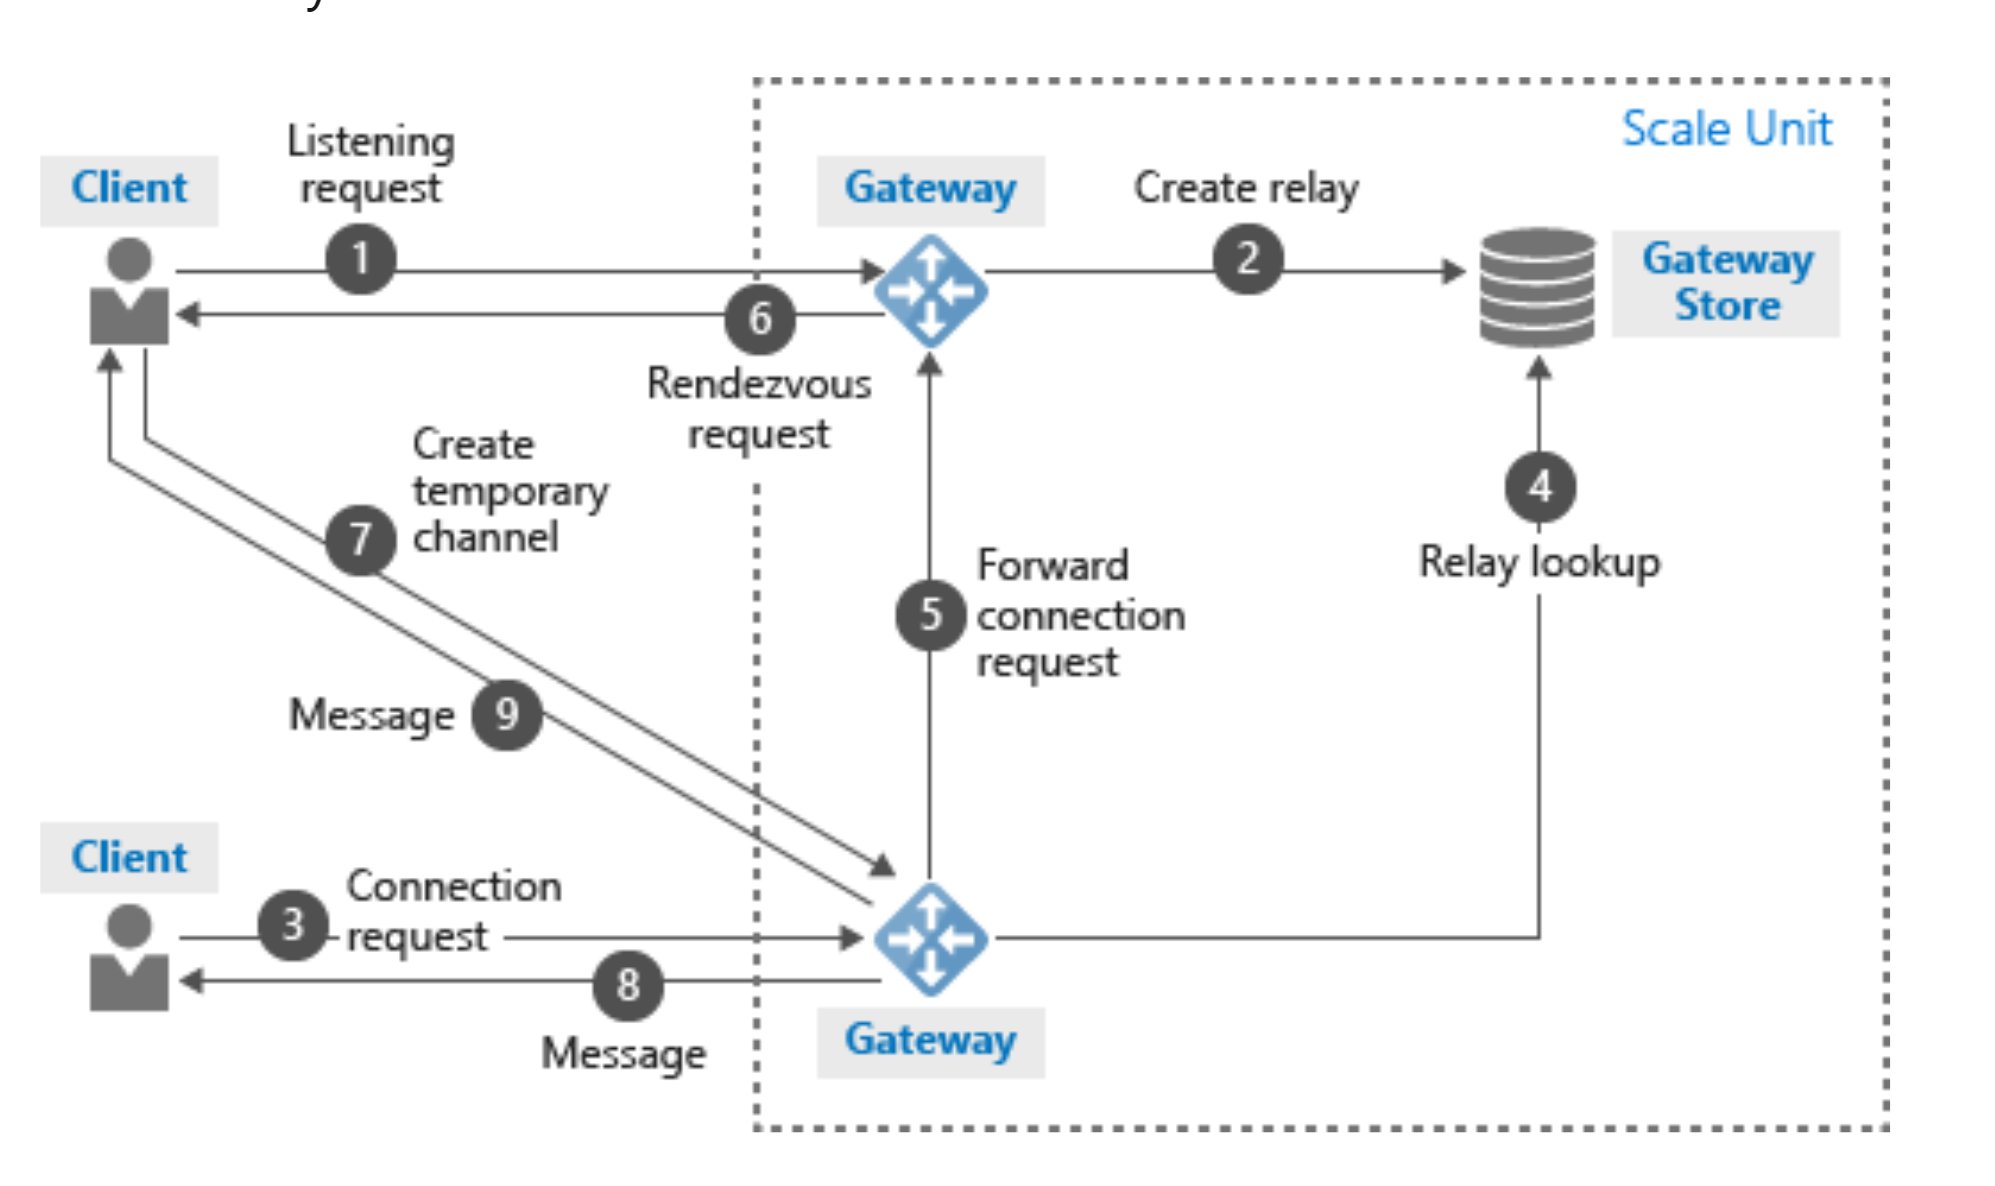 Scale Unit
Listening
request
Client
Gateway
Create relay
1
2
Gateway
Store
6
Rendezvous
request
Create
temporary
channel
7
4
Relay lookup
Forward
connection
request
5
Message
9
Client
Connection
request
3
8
Message
Gateway